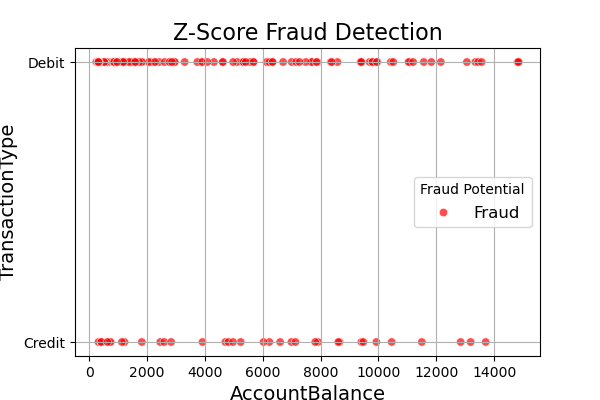 Z-Score Fraud Detection
TransactionType
Debit
Credit
Fraud Potential
Fraud
0 2000 4000 6000 8000 10000 12000 14000
AccountBalance